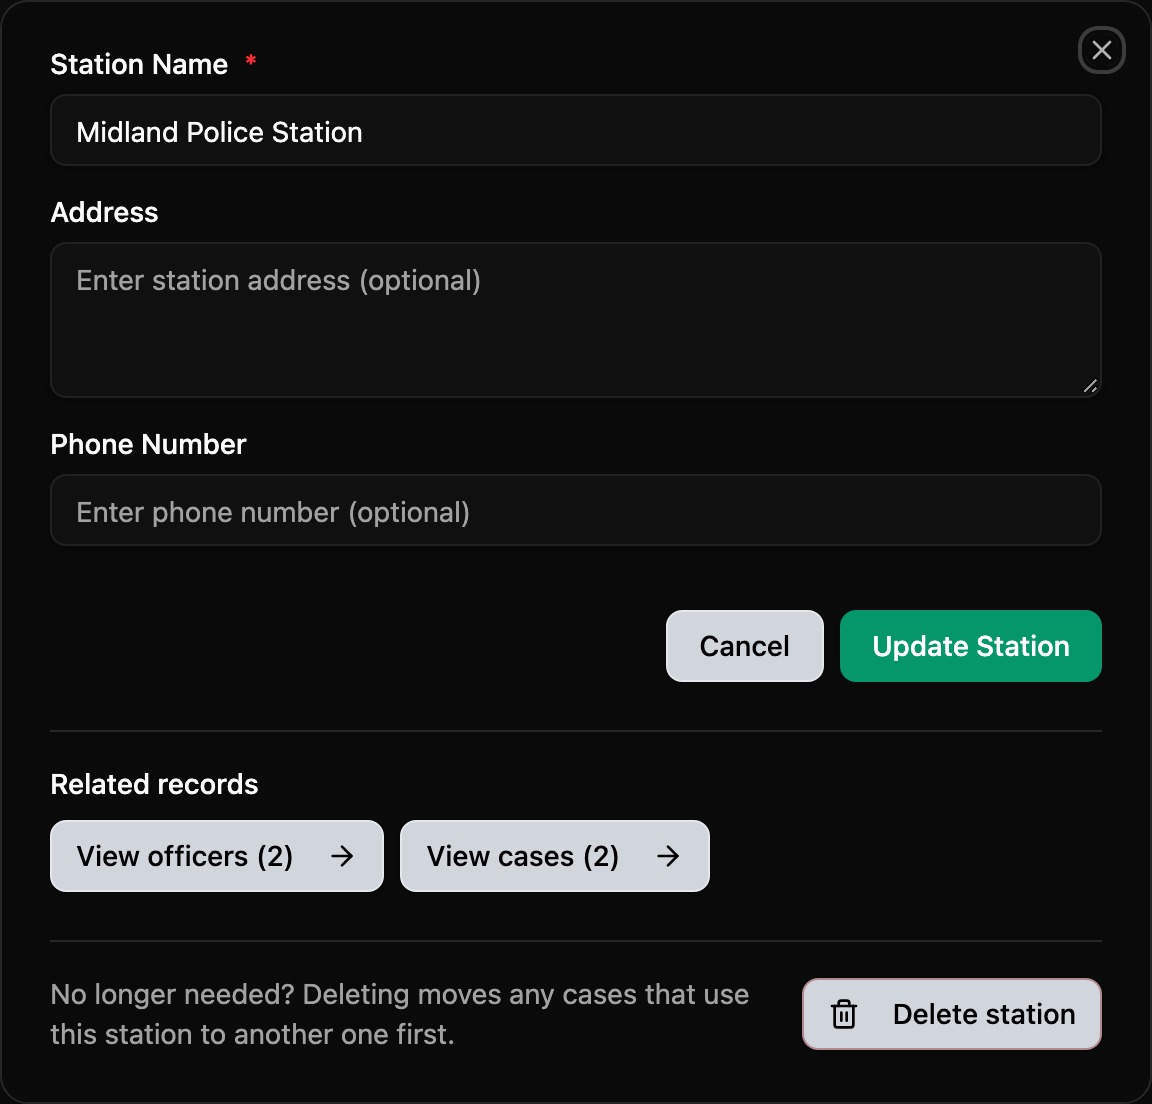 Station Name *
Midland Police Station
Address
Enter station address (optional)
Phone Number
Enter phone number (optional)
Cancel
Update Station
Related records
View officers (2) →
View cases (2) →
No longer needed? Deleting moves any cases that use
this station to another one first.
Delete station